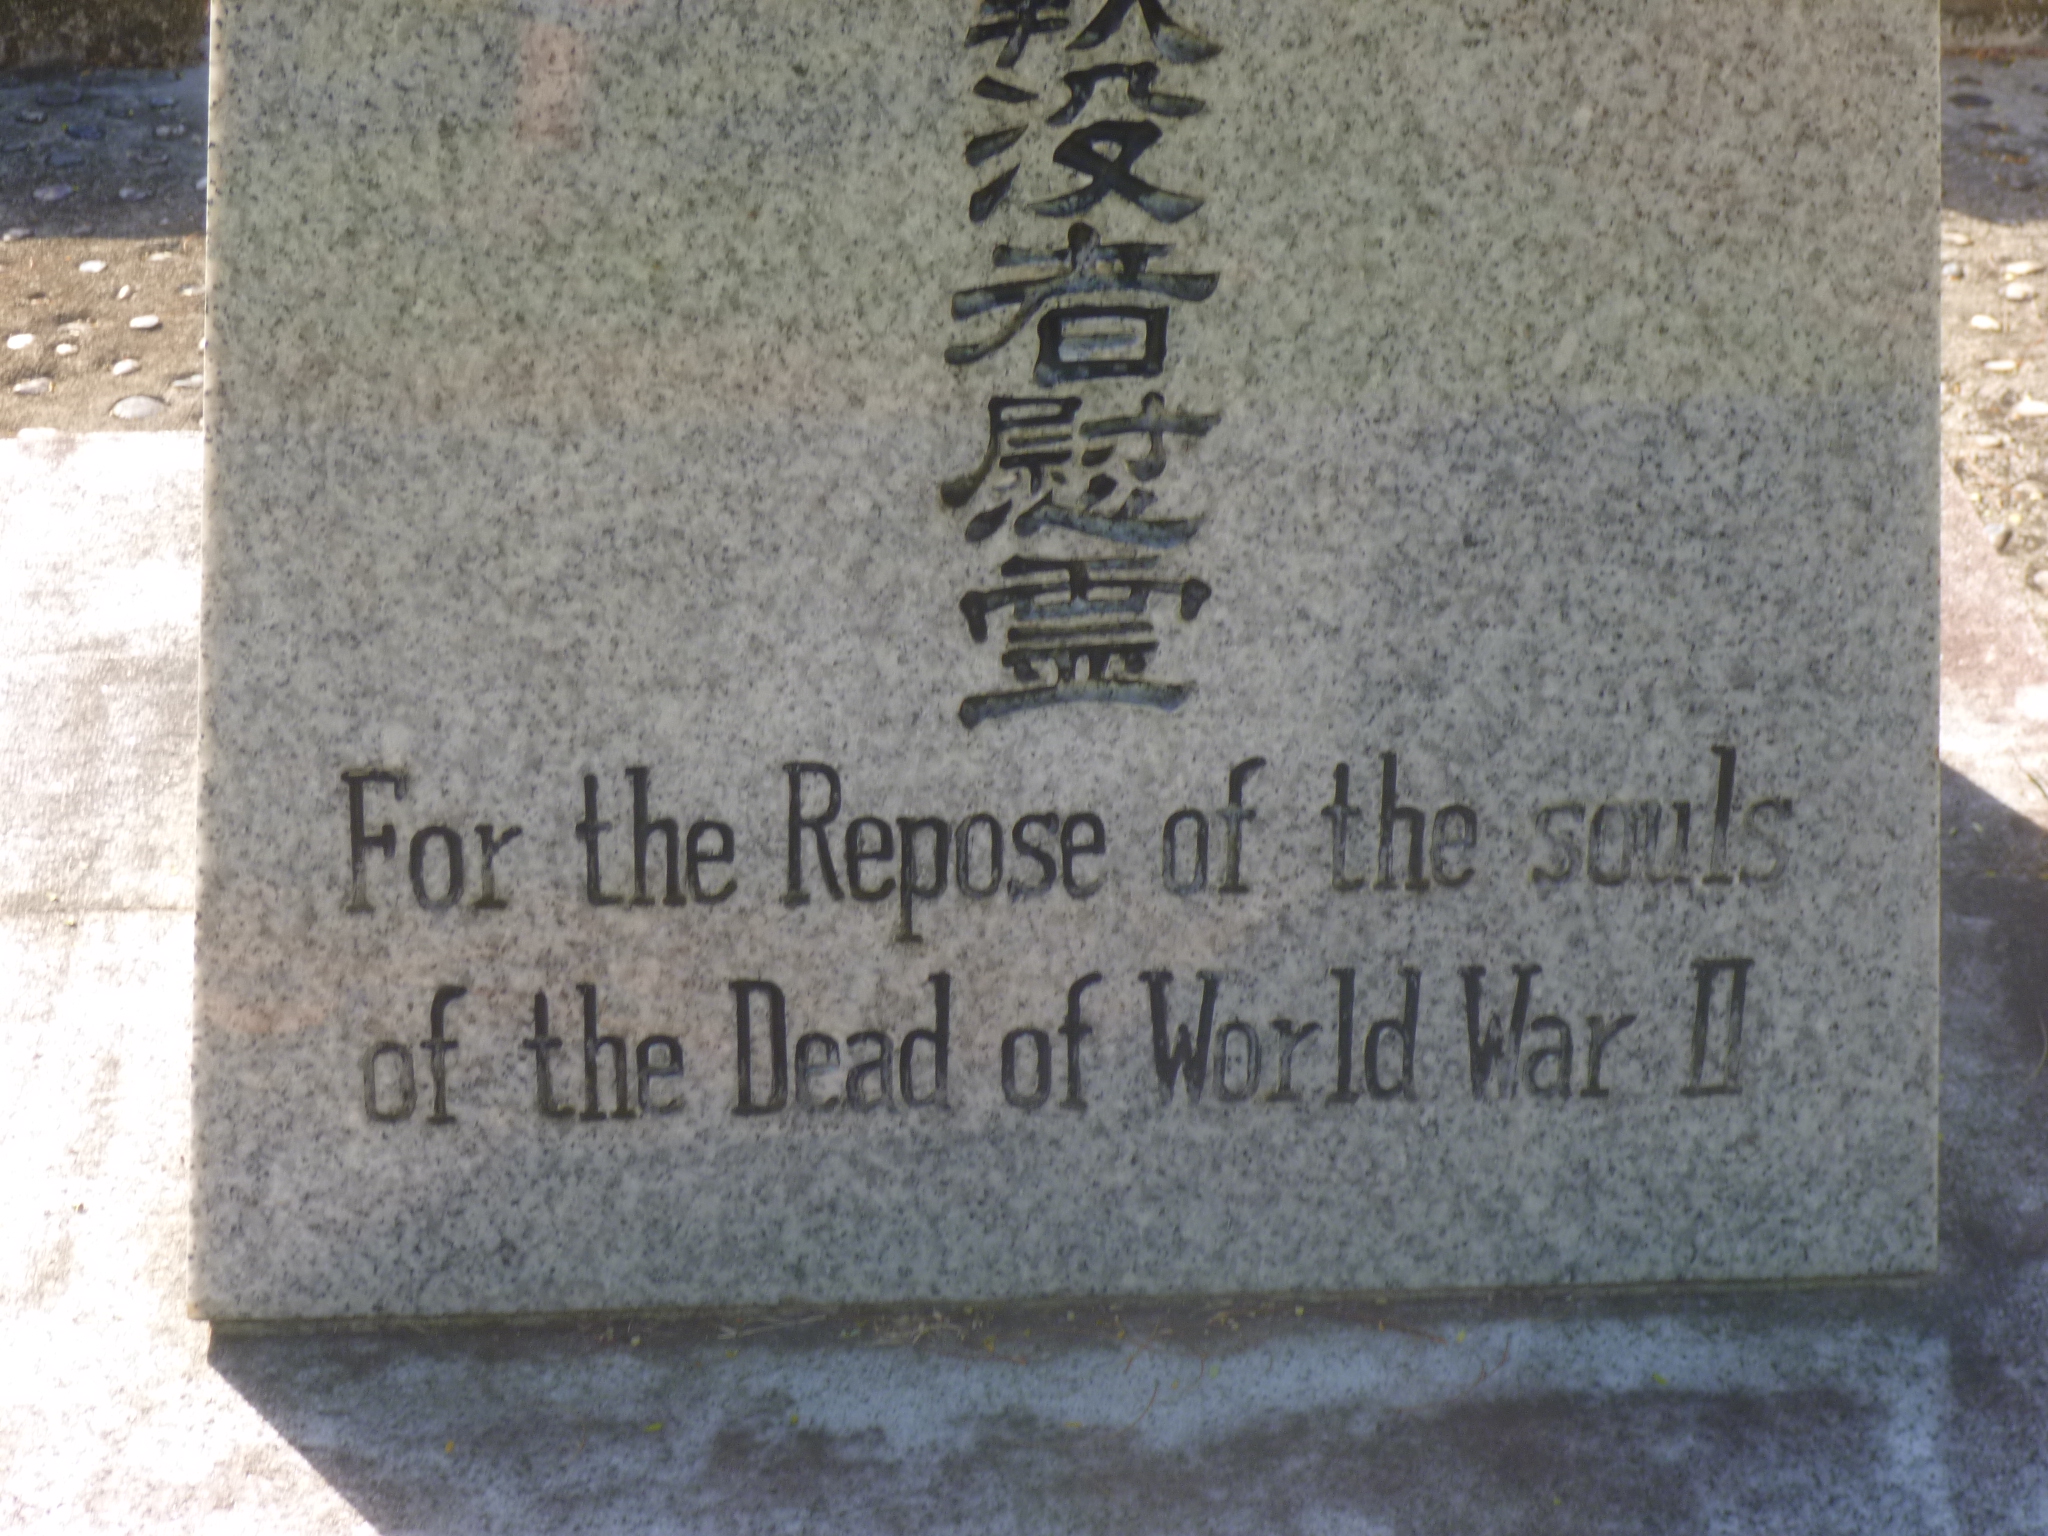 没者慰霊
For the Repose of the souls
of the Dead of World War II